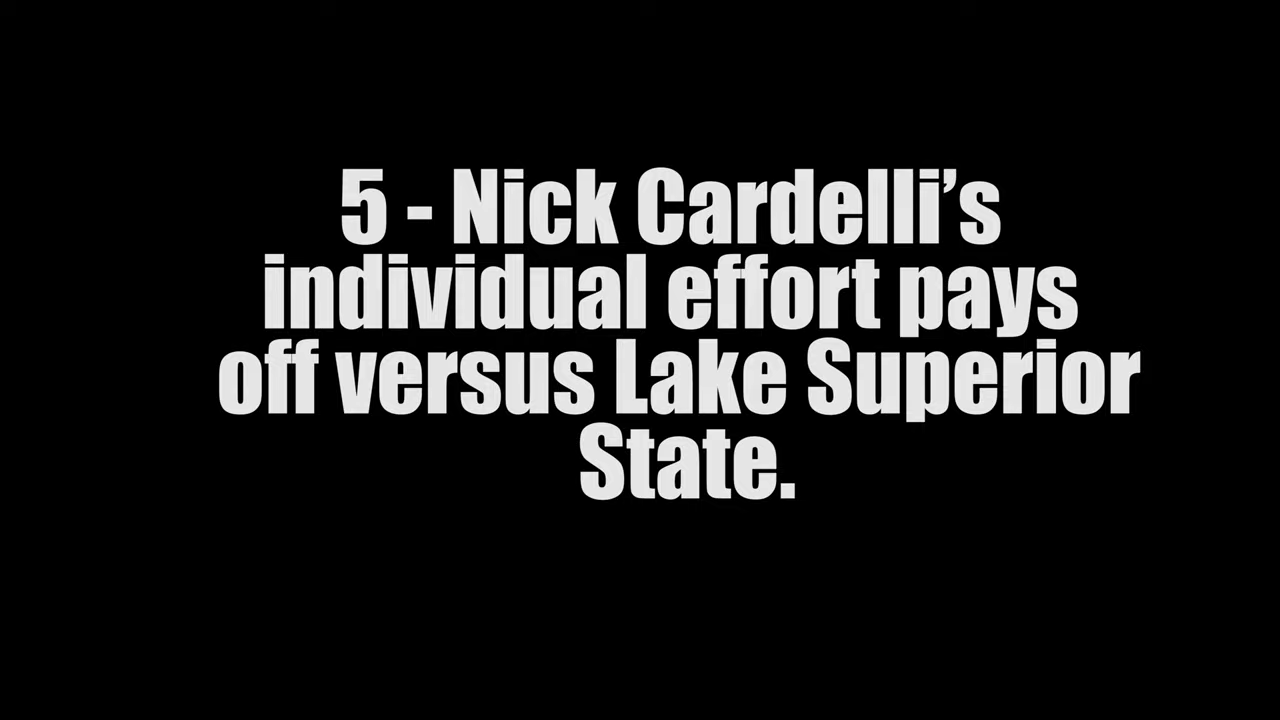 5 - Nick Cardelli’s
individual effort pays
off versus Lake Superior
State.